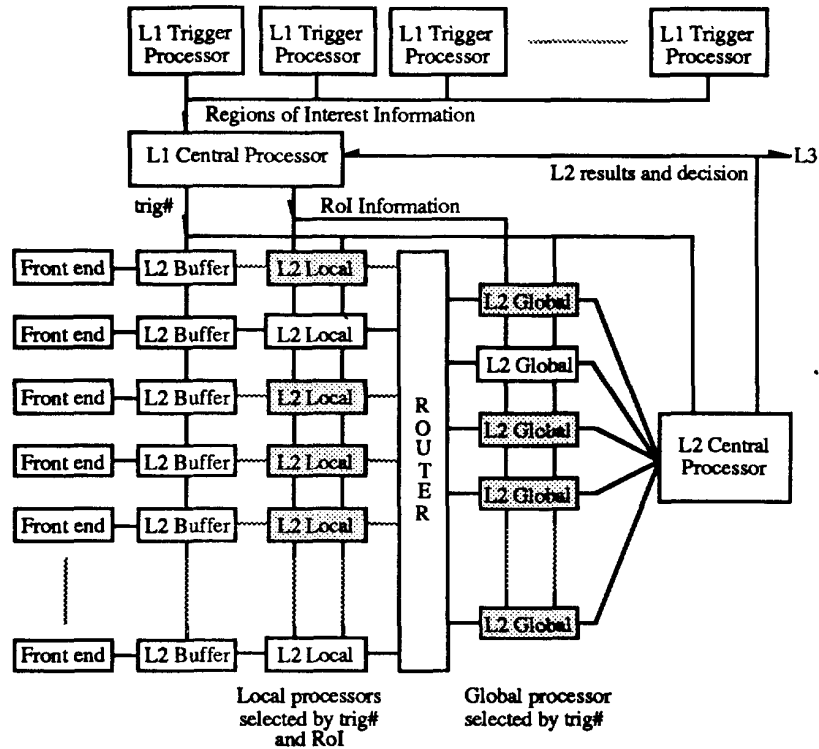 L1 Trigger
Processor
L1 Trigger
Processor
L1 Trigger
Processor
L1 Trigger
Processor
Regions of Interest Information
L1 Central Processor
L3
L2 results and decision
trig#
RoI Information
Front end
L2 Buffer
L2 Local
Front end
L2 Buffer
L2 Local
Front end
L2 Buffer
L2 Local
Front end
L2 Buffer
L2 Local
Front end
L2 Buffer
L2 Local
Front end
L2 Buffer
L2 Local
ROUTER
L2 Global
L2 Global
L2 Global
L2 Global
L2 Global
L2 Central
Processor
Local processors
selected by trig#
and RoI
Global processor
selected by trig#